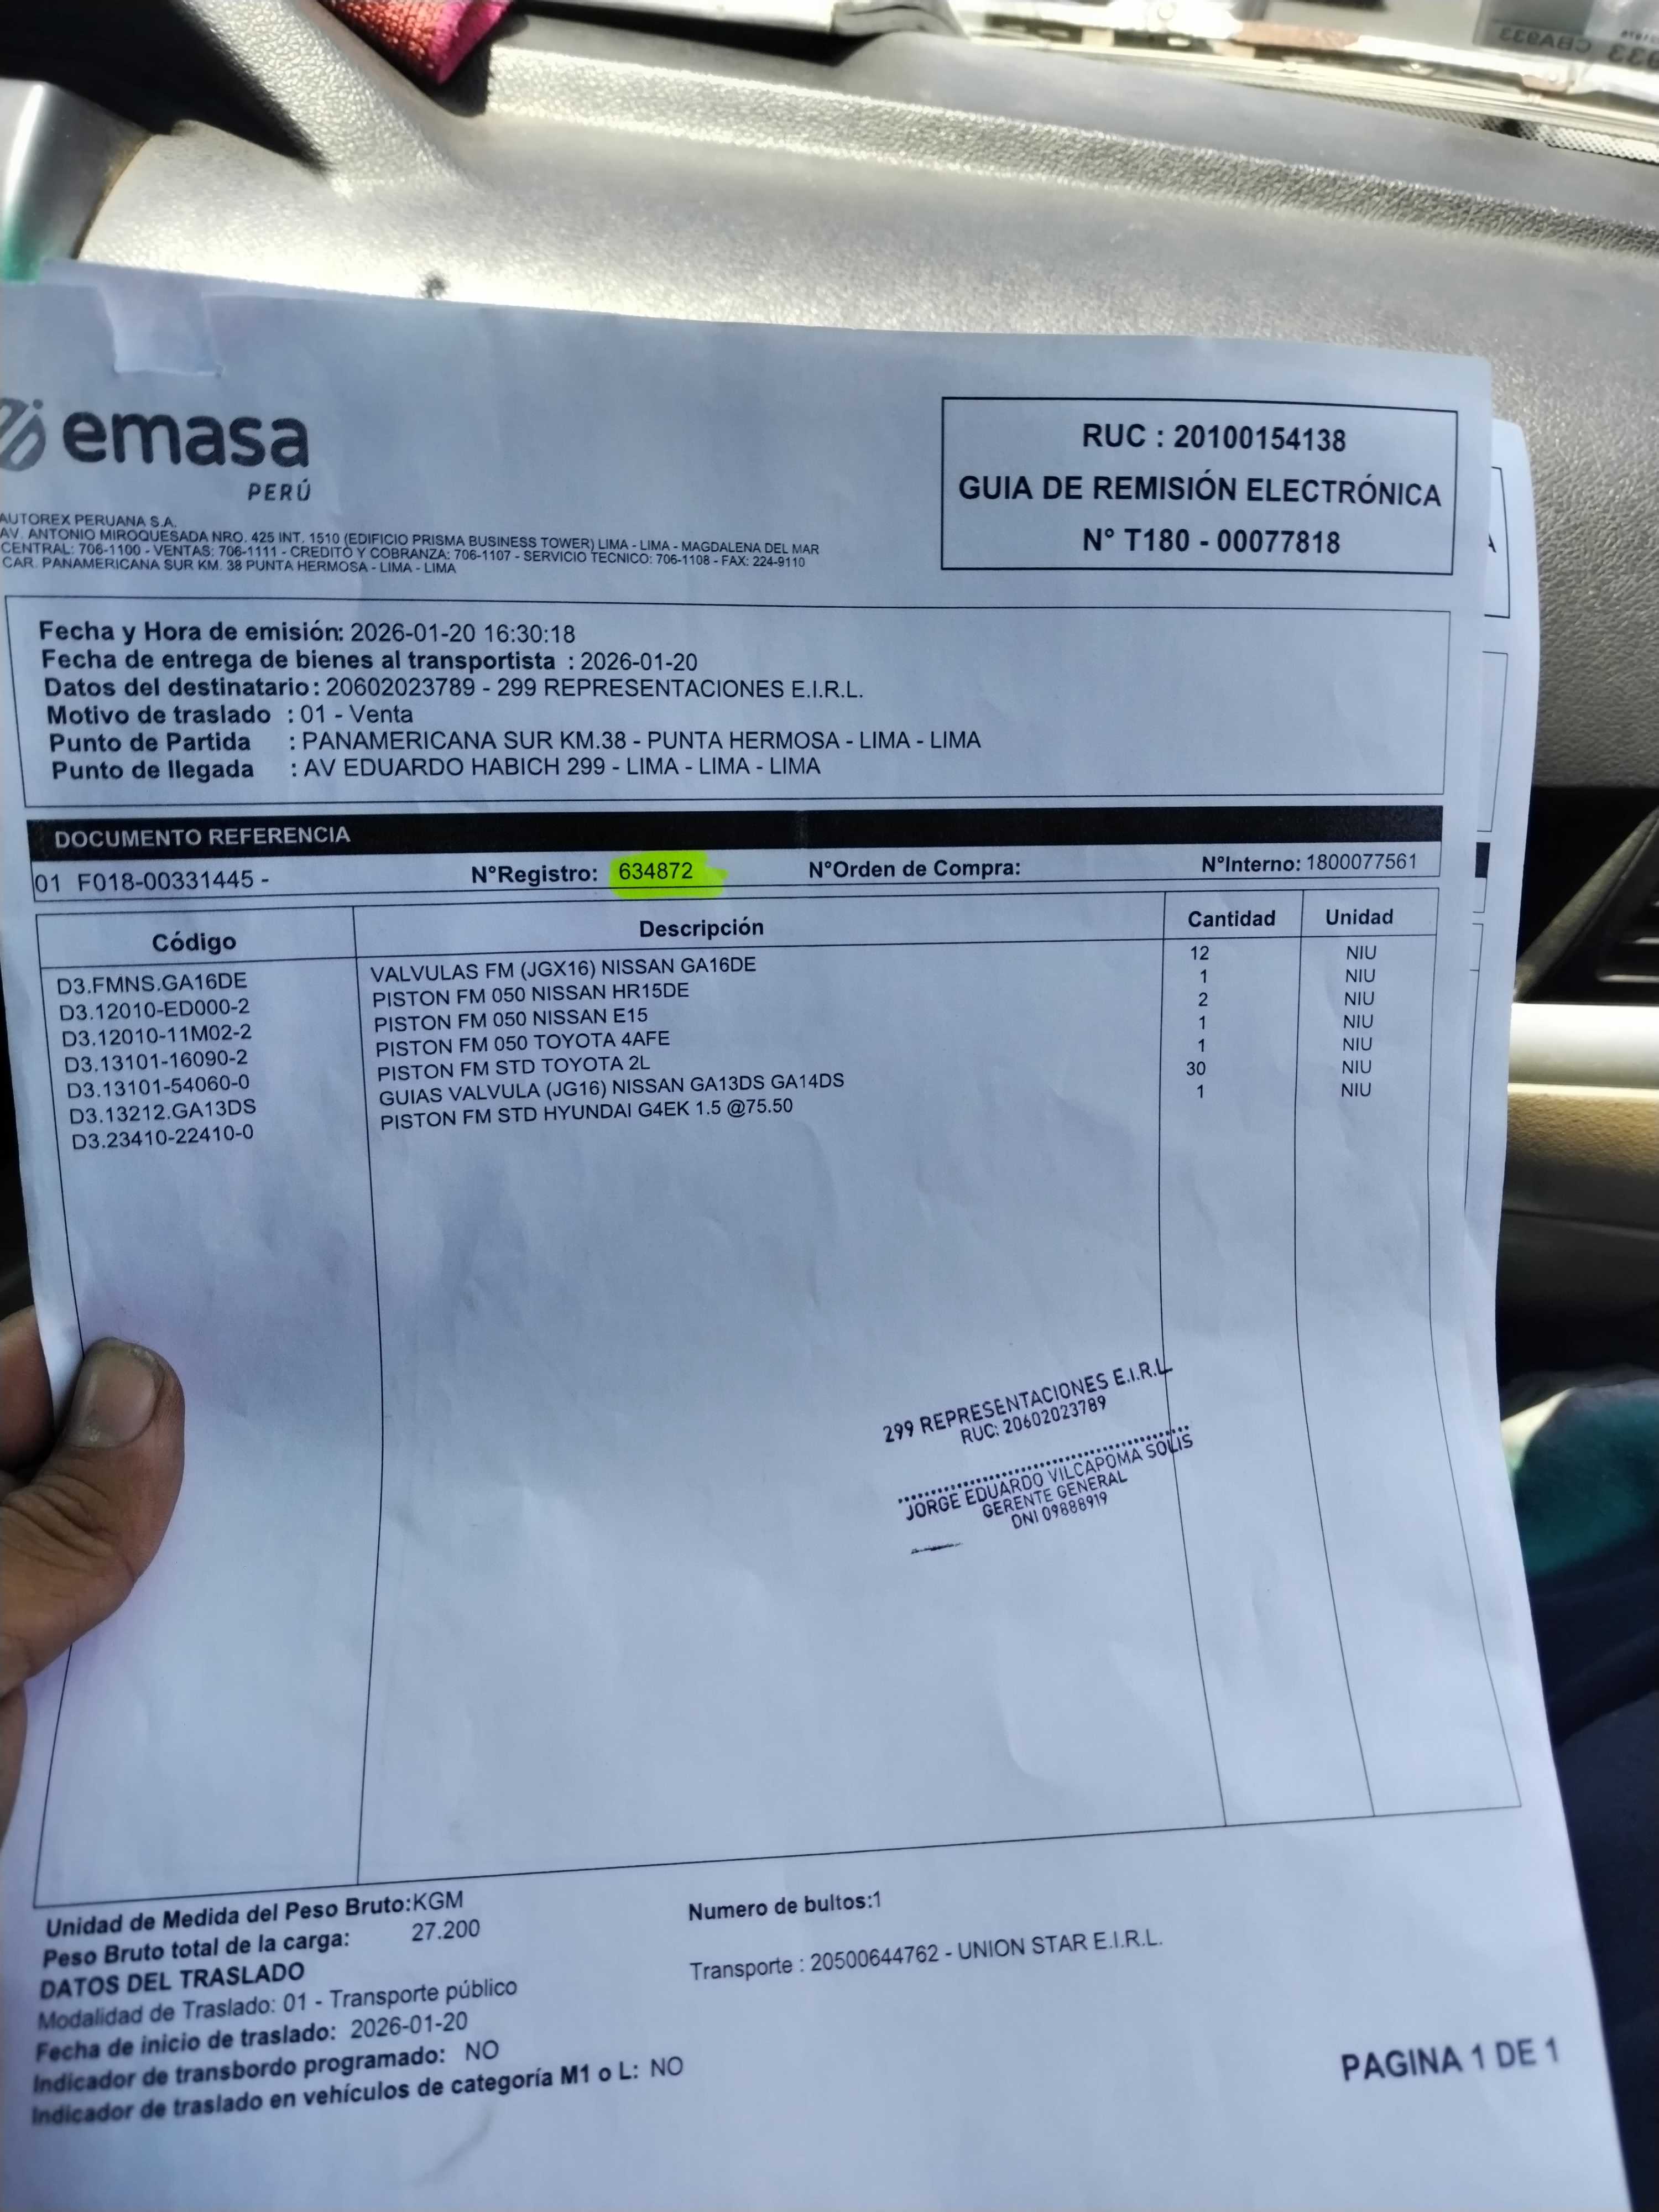 CBA933
emasa
PERÚ
AUTOREX PERUANA S.A.
AV. ANTONIO MIROQUESADA NRO. 425 INT. 1510 (EDIFICIO PRISMA BUSINESS TOWER) LIMA - LIMA - MAGDALENA DEL MAR
CENTRAL: 706-1100 - VENTAS: 706-1111 - CREDITO Y COBRANZA: 706-1107 - SERVICIO TECNICO: 706-1108 - FAX: 224-9110
CAR. PANAMERICANA SUR KM. 38 PUNTA HERMOSA - LIMA - LIMA
RUC : 20100154138
GUIA DE REMISIÓN ELECTRÓNICA
N° T180 - 00077818
Fecha y Hora de emisión: 2026-01-20 16:30:18
Fecha de entrega de bienes al transportista : 2026-01-20
Datos del destinatario : 20602023789 - 299 REPRESENTACIONES E.I.R.L.
Motivo de traslado : 01 - Venta
Punto de Partida : PANAMERICANA SUR KM.38 - PUNTA HERMOSA - LIMA - LIMA
Punto de llegada : AV EDUARDO HABICH 299 - LIMA - LIMA - LIMA
DOCUMENTO REFERENCIA
01 F018-00331445 - N°Registro: 634872 N°Orden de Compra: N°Interno: 1800077561
Código Descripción Cantidad Unidad
D3.FMNS.GA16DE VALVULAS FM (JGX16) NISSAN GA16DE 12 NIU
D3.12010-ED000-2 PISTON FM 050 NISSAN HR15DE 1 NIU
D3.12010-11M02-2 PISTON FM 050 NISSAN E15 2 NIU
D3.13101-16090-2 PISTON FM 050 TOYOTA 4AFE 1 NIU
D3.13101-54060-0 PISTON FM STD TOYOTA 2L 1 NIU
D3.13212.GA13DS GUIAS VALVULA (JG16) NISSAN GA13DS GA14DS 30 NIU
D3.23410-22410-0 PISTON FM STD HYUNDAI G4EK 1.5 @75.50 1 NIU
299 REPRESENTACIONES E.I.R.L
RUC: 20602023789
JORGE EDUARDO VILCAPOMA SOLIS
GERENTE GENERAL
DNI 09888919
Unidad de Medida del Peso Bruto:KGM Numero de bultos:1
Peso Bruto total de la carga: 27.200
DATOS DEL TRASLADO Transporte : 20500644762 - UNION STAR E.I.R.L.
Modalidad de Traslado: 01 - Transporte público
Fecha de inicio de traslado: 2026-01-20
Indicador de transbordo programado: NO
Indicador de traslado en vehículos de categoría M1 o L: NO
PAGINA 1 DE 1